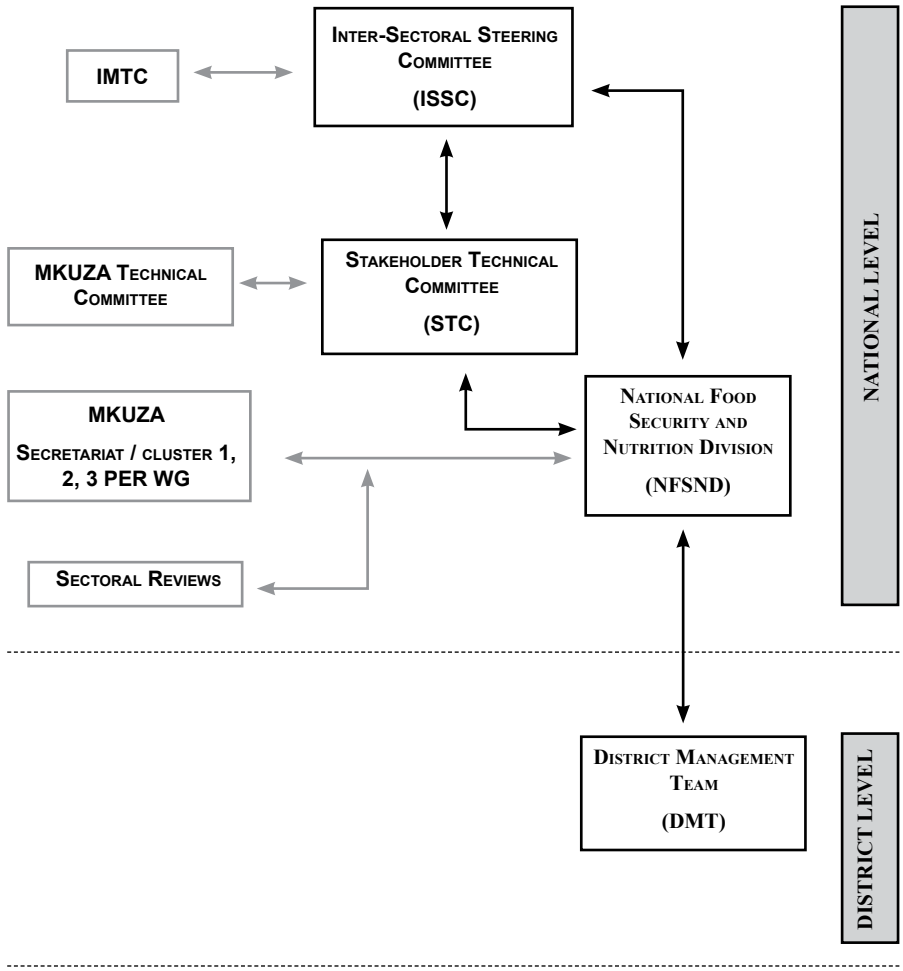 INTER-SECTORAL STEERING
COMMITTEE
(ISSC)
IMTC
STAKEHOLDER TECHNICAL
COMMITTEE
(STC)
MKUZA TECHNICAL
COMMITTEE
NATIONAL FOOD
SECURITY AND
NUTRITION DIVISION
(NFSND)
MKUZA
SECRETARIAT / CLUSTER 1,
2, 3 PER WG
SECTORAL REVIEWS
NATIONAL LEVEL
DISTRICT MANAGEMENT
TEAM
(DMT)
DISTRICT LEVEL